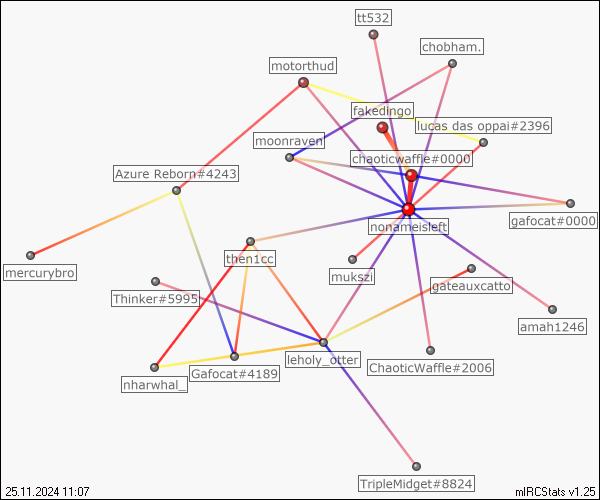 tt532
chobham.
motorthud
fakedingo
lucas das oppai#2396
moonraven
chaoticwaffle#0000
Azure Reborn#4243
gafocat#0000
nonameisleft
then1cc
mercurybro
mukszi
gateauxcatto
Thinker#5995
amah1246
leholy_otter
ChaoticWaffle#2006
Gafocat#4189
nharwhal_
TripleMidget#8824
25.11.2024 11:07
mIRCStats v1.25